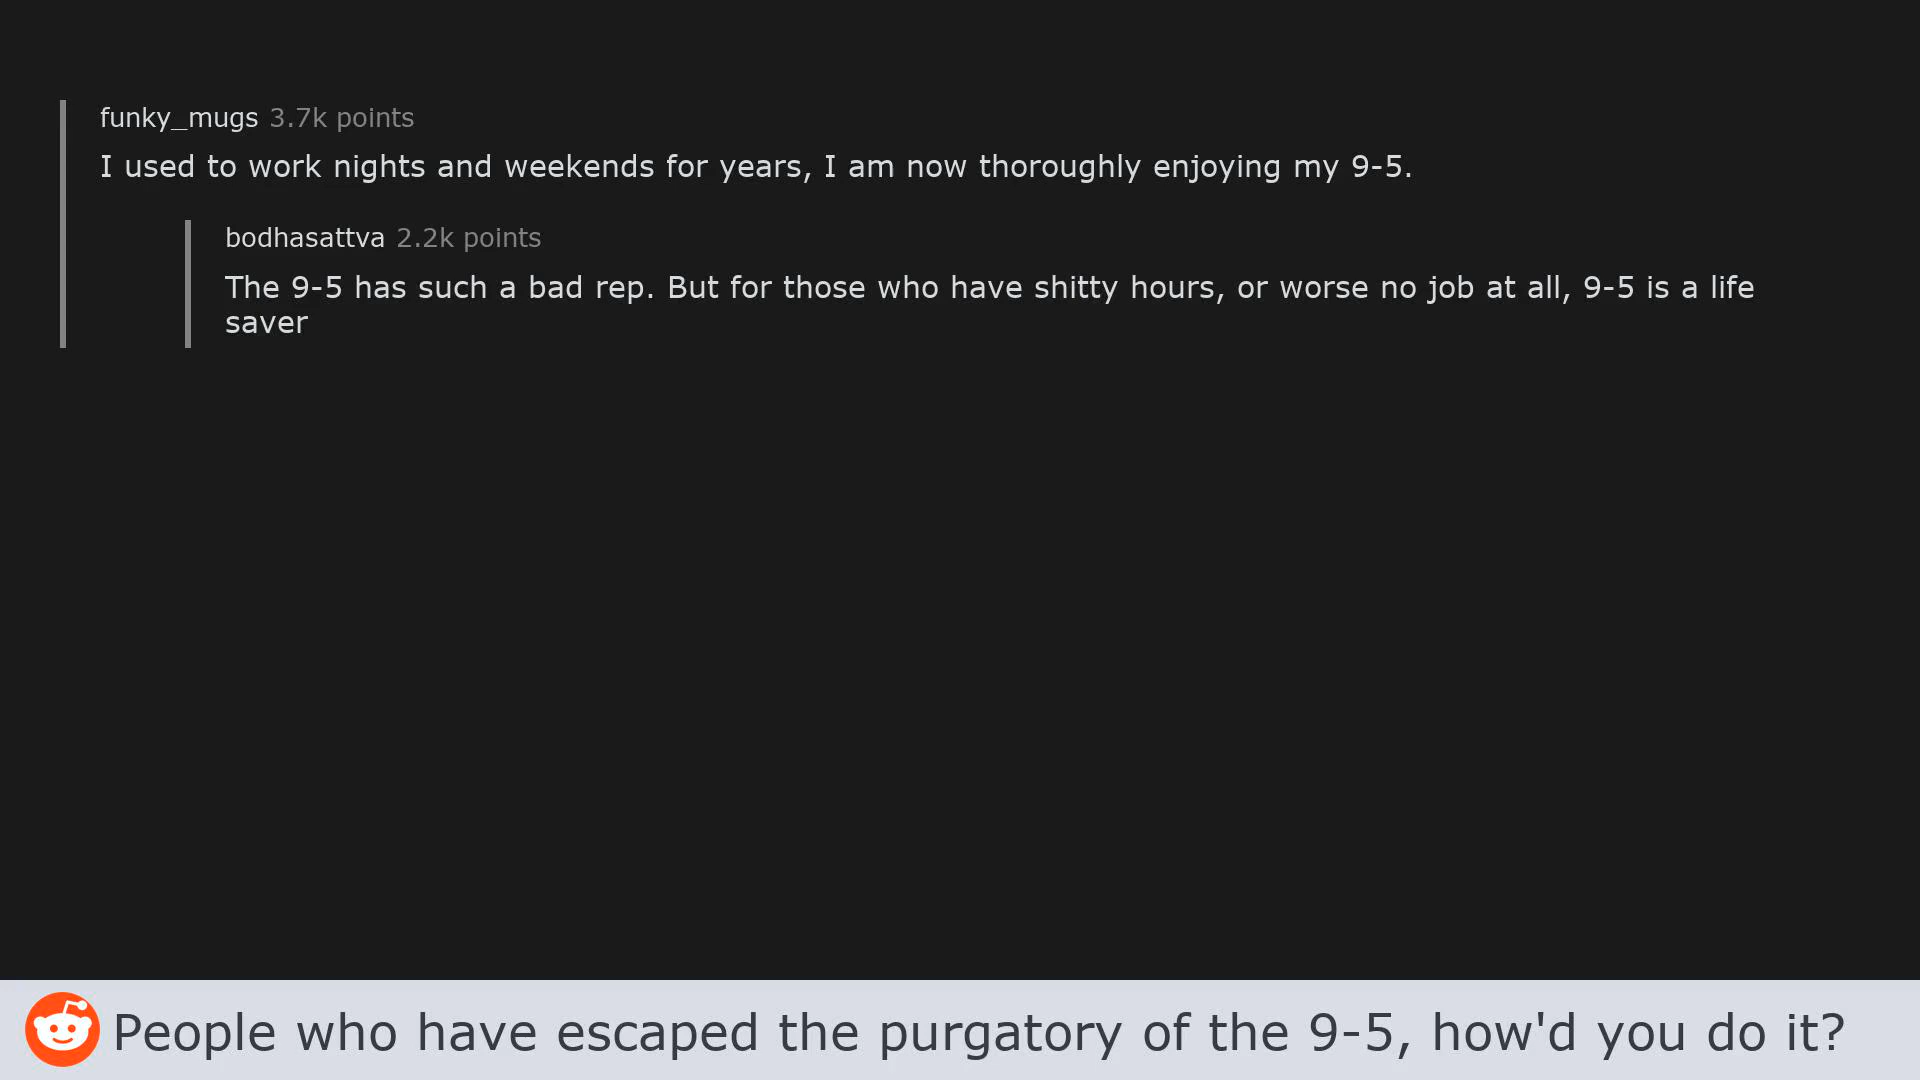 funky_mugs 3.7k points
I used to work nights and weekends for years, I am now thoroughly enjoying my 9-5.
bodhasattva 2.2k points
The 9-5 has such a bad rep. But for those who have shitty hours, or worse no job at all, 9-5 is a life
saver
People who have escaped the purgatory of the 9-5, how'd you do it?